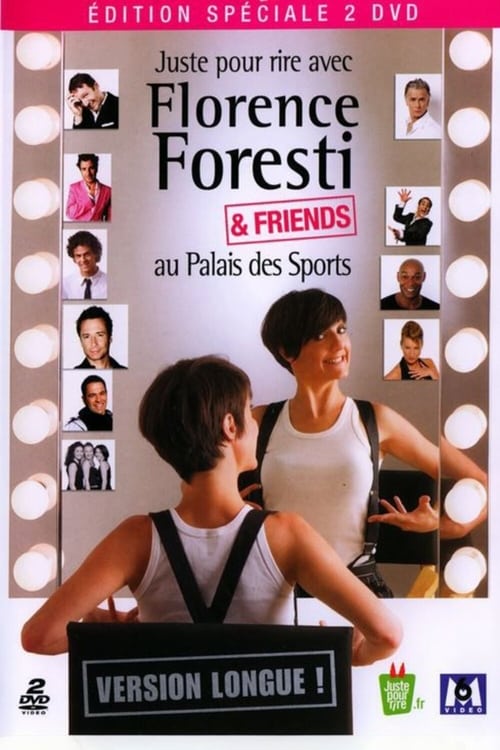 ÉDITION SPÉCIALE 2 DVD
Juste pour rire avec
Florence
Foresti
& FRIENDS
au Palais des Sports
VERSION LONGUE !
2
DVD
VIDEO
Juste
pour
rire
.fr
M6
VIDEO